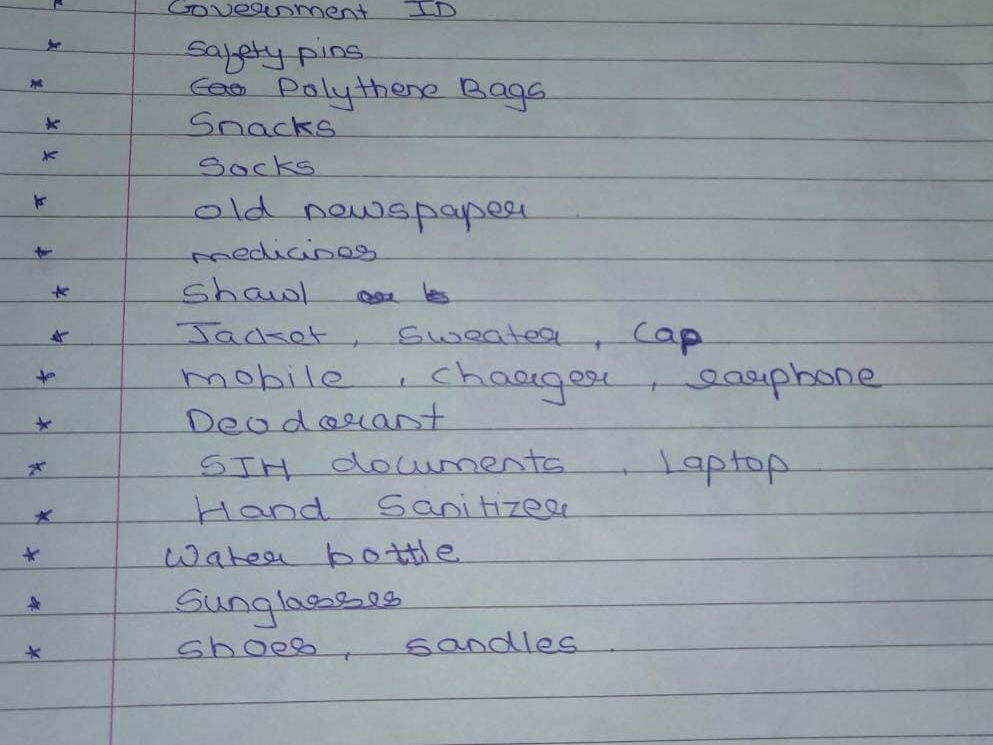 * Government ID
* Safety pins
* Polythene Bags
* Snacks
* Socks
* old newspaper
* medicines
* Shawl
* Jacket, Sweater, Cap
* mobile, charger, earphone
* Deodorant
* SIH documents, Laptop
* Hand Sanitizer
* Water bottle
* Sunglasses
* Shoes, sandles.